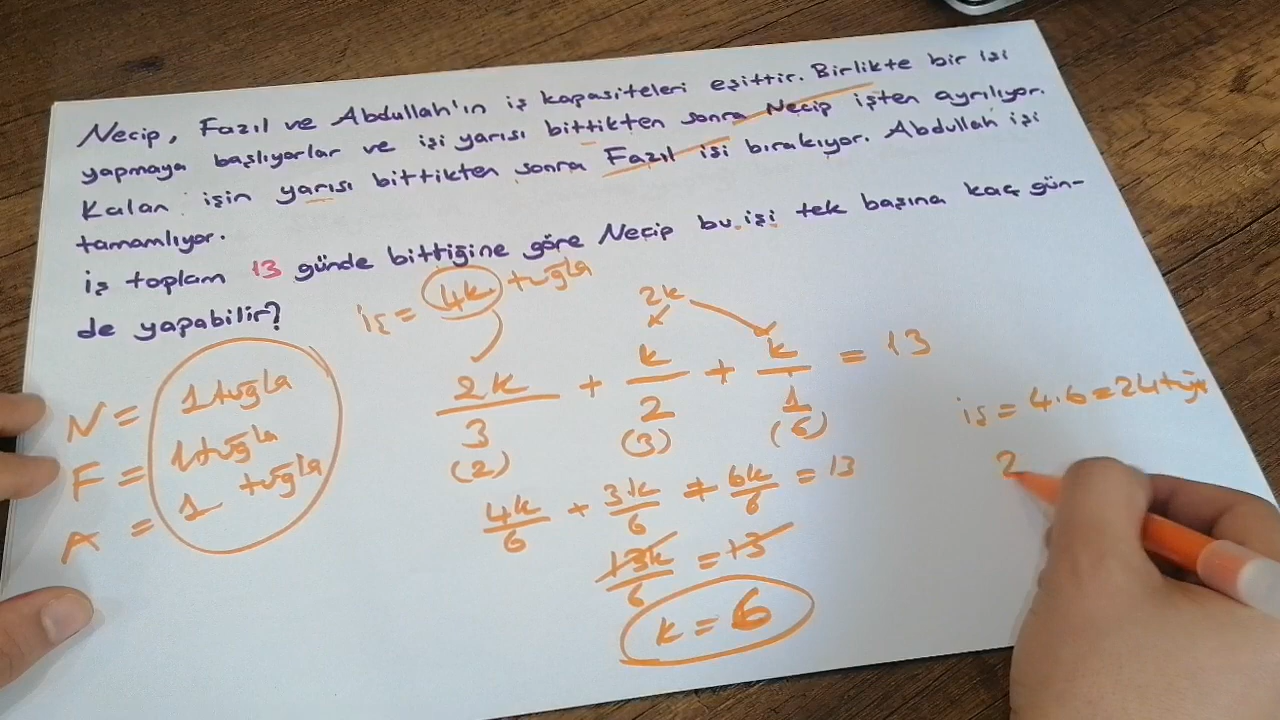 Necip, Fazıl ve Abdullah'ın iş kapasiteleri eşittir. Birlikte bir işi
yapmaya başlıyorlar ve işi yarısı bittikten sonra Necip işten ayrılıyor.
Kalan işin yarısı bittikten sonra Fazıl işi bırakıyor. Abdullah işi
tamamlıyor.
İş toplam 13 günde bittiğine göre Necip bu işi tek başına kaç gün-
de yapabilir?
iş = 4k tuğla
2k
N = 1 tuğla
F = 1 tuğla
A = 1 tuğla
2k/3 + k/2 + k/1 = 13
(2) (3) (6)
4k/6 + 3k/6 + 6k/6 = 13
13k/6 = 13
k = 6
iş = 4.6 = 24 tuğla
2